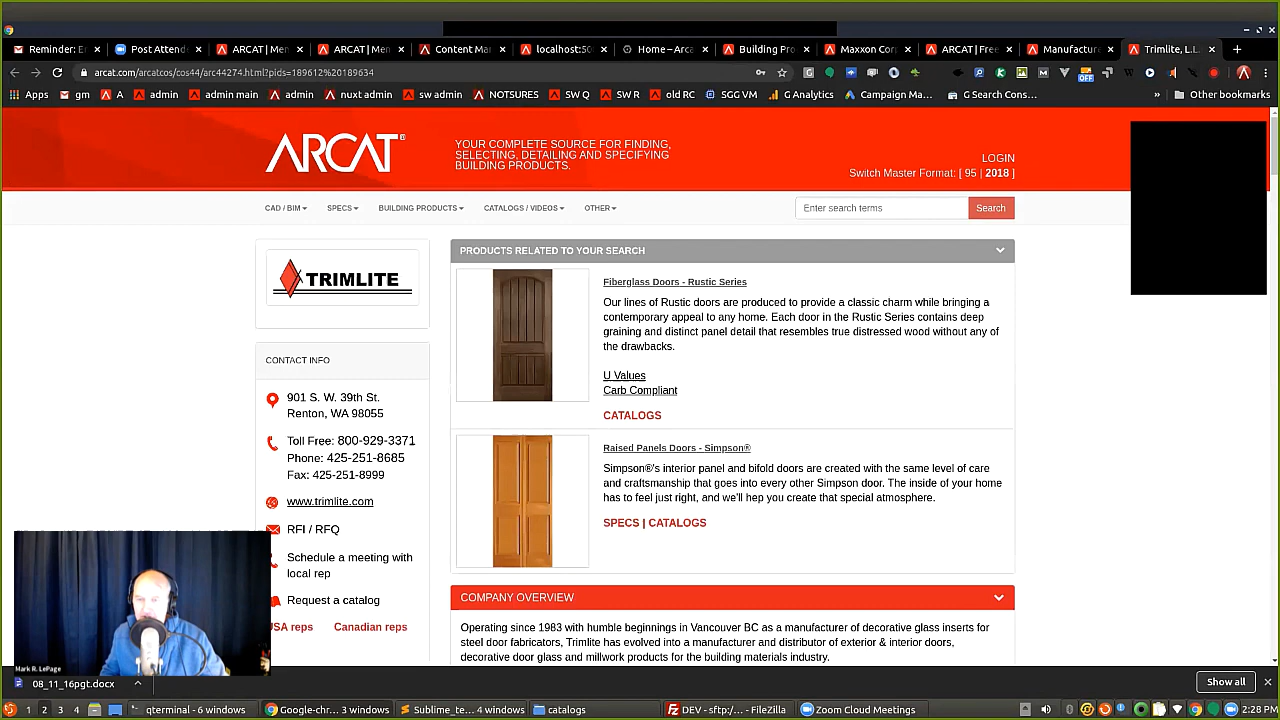 Reminder: E
Post Attend
ARCAT | Men
ARCAT | Men
Content Ma
localhost:50
Home – Arca
Building Pro
Maxxon Cor
ARCAT | Free
Manufacture
Trimlite, L.L.
arcat.com/arcatcos/cos44/arc44274.html?pids=189612%20189634
Apps
gm
A
admin
admin main
admin
nuxt admin
sw admin
NOTSURES
SW Q
SW R
old RC
SGG VM
G Analytics
Campaign Ma...
G Search Cons...
»
Other bookmarks
ARCAT
YOUR COMPLETE SOURCE FOR FINDING,
SELECTING, DETAILING AND SPECIFYING
BUILDING PRODUCTS.
LOGIN
Switch Master Format: [ 95 | 2018 ]
CAD / BIM
SPECS
BUILDING PRODUCTS
CATALOGS / VIDEOS
OTHER
Enter search terms
Search
TRIMLITE
CONTACT INFO
901 S. W. 39th St.
Renton, WA 98055
Toll Free: 800-929-3371
Phone: 425-251-8685
Fax: 425-251-8999
www.trimlite.com
RFI / RFQ
Schedule a meeting with
local rep
Request a catalog
USA reps
Canadian reps
PRODUCTS RELATED TO YOUR SEARCH
Fiberglass Doors - Rustic Series
Our lines of Rustic doors are produced to provide a classic charm while bringing a
contemporary appeal to any home. Each door in the Rustic Series contains deep
graining and distinct panel detail that resembles true distressed wood without any of
the drawbacks.
U Values
Carb Compliant
CATALOGS
Raised Panels Doors - Simpson®
Simpson®'s interior panel and bifold doors are created with the same level of care
and craftsmanship that goes into every other Simpson door. The inside of your home
has to feel just right, and we'll hep you create that special atmosphere.
SPECS | CATALOGS
COMPANY OVERVIEW
Operating since 1983 with humble beginnings in Vancouver BC as a manufacturer of decorative glass inserts for
steel door fabricators, Trimlite has evolved into a manufacturer and distributor of exterior & interior doors,
decorative door glass and millwork products for the building materials industry.
Mark R. LePage
08_11_16pgt.docx
Show all
1
2
3
4
qterminal – 6 windows
Google-chr... – 3 windows
Sublime_te... – 4 windows
catalogs
DEV - sftp:/... - FileZilla
Zoom Cloud Meetings
2:28 PM